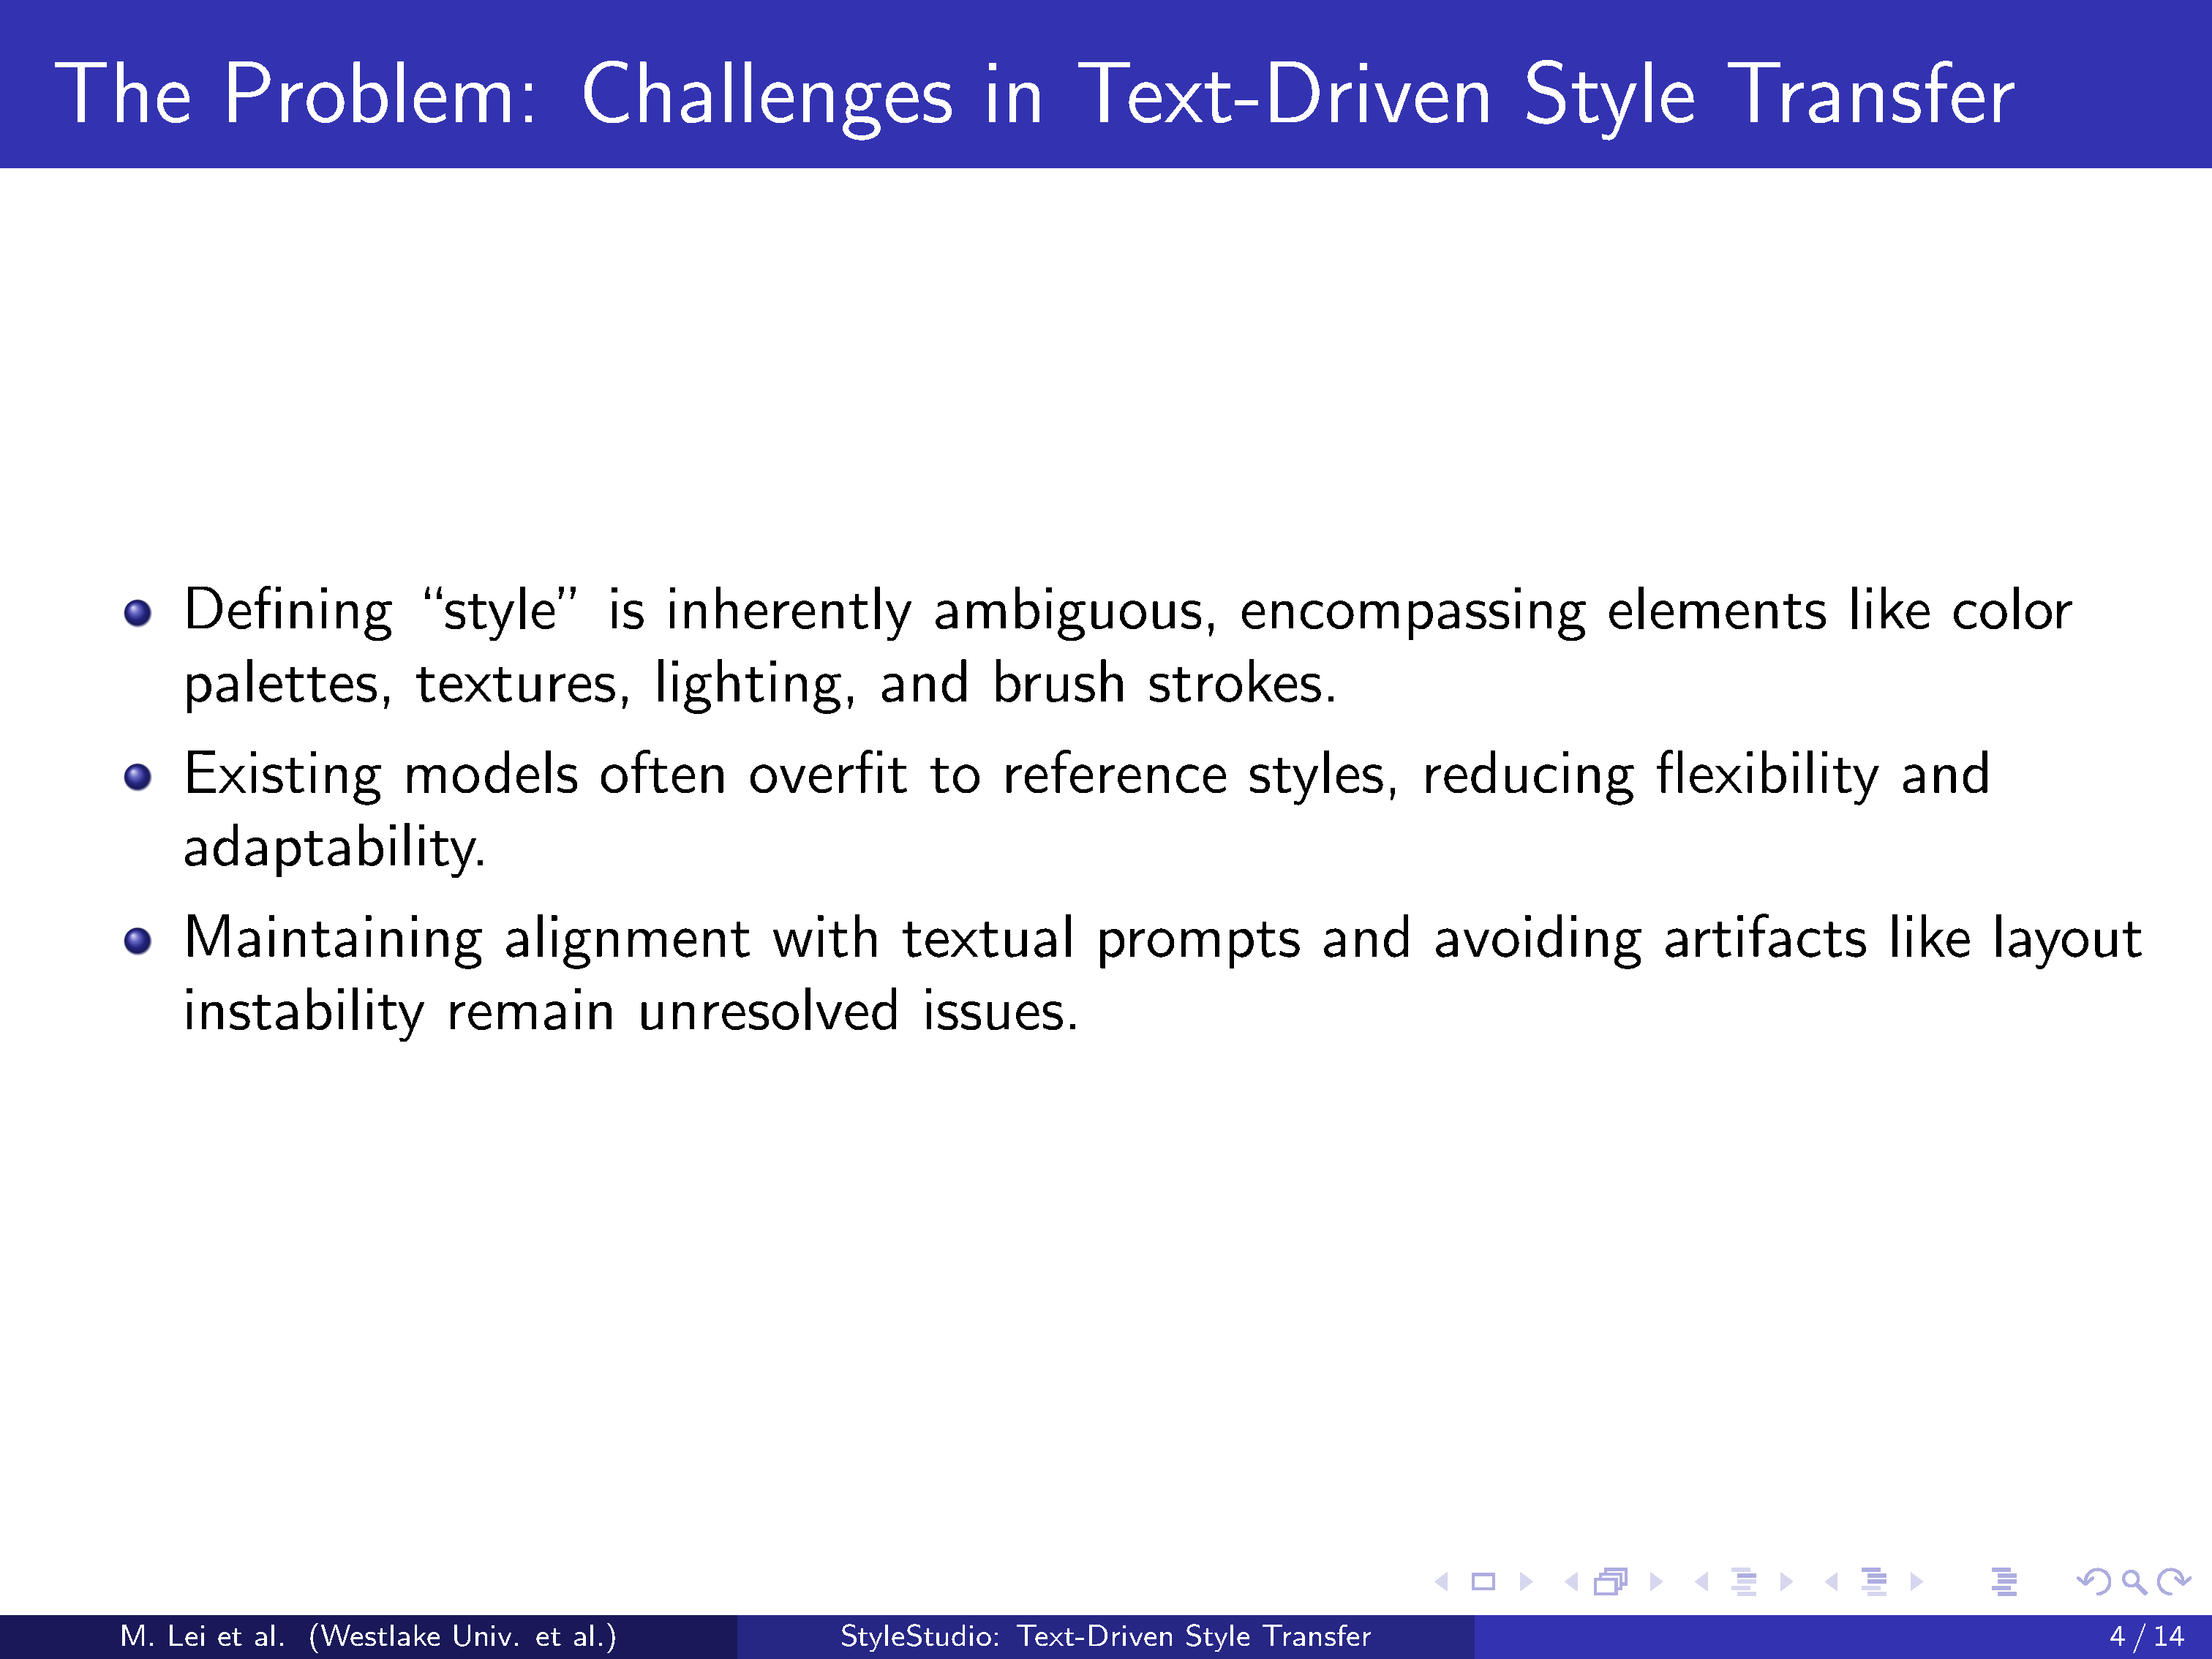 The Problem: Challenges in Text-Driven Style Transfer
Defining “style” is inherently ambiguous, encompassing elements like color
palettes, textures, lighting, and brush strokes.
Existing models often overfit to reference styles, reducing flexibility and
adaptability.
Maintaining alignment with textual prompts and avoiding artifacts like layout
instability remain unresolved issues.
M. Lei et al. (Westlake Univ. et al.)
StyleStudio: Text-Driven Style Transfer
4 / 14